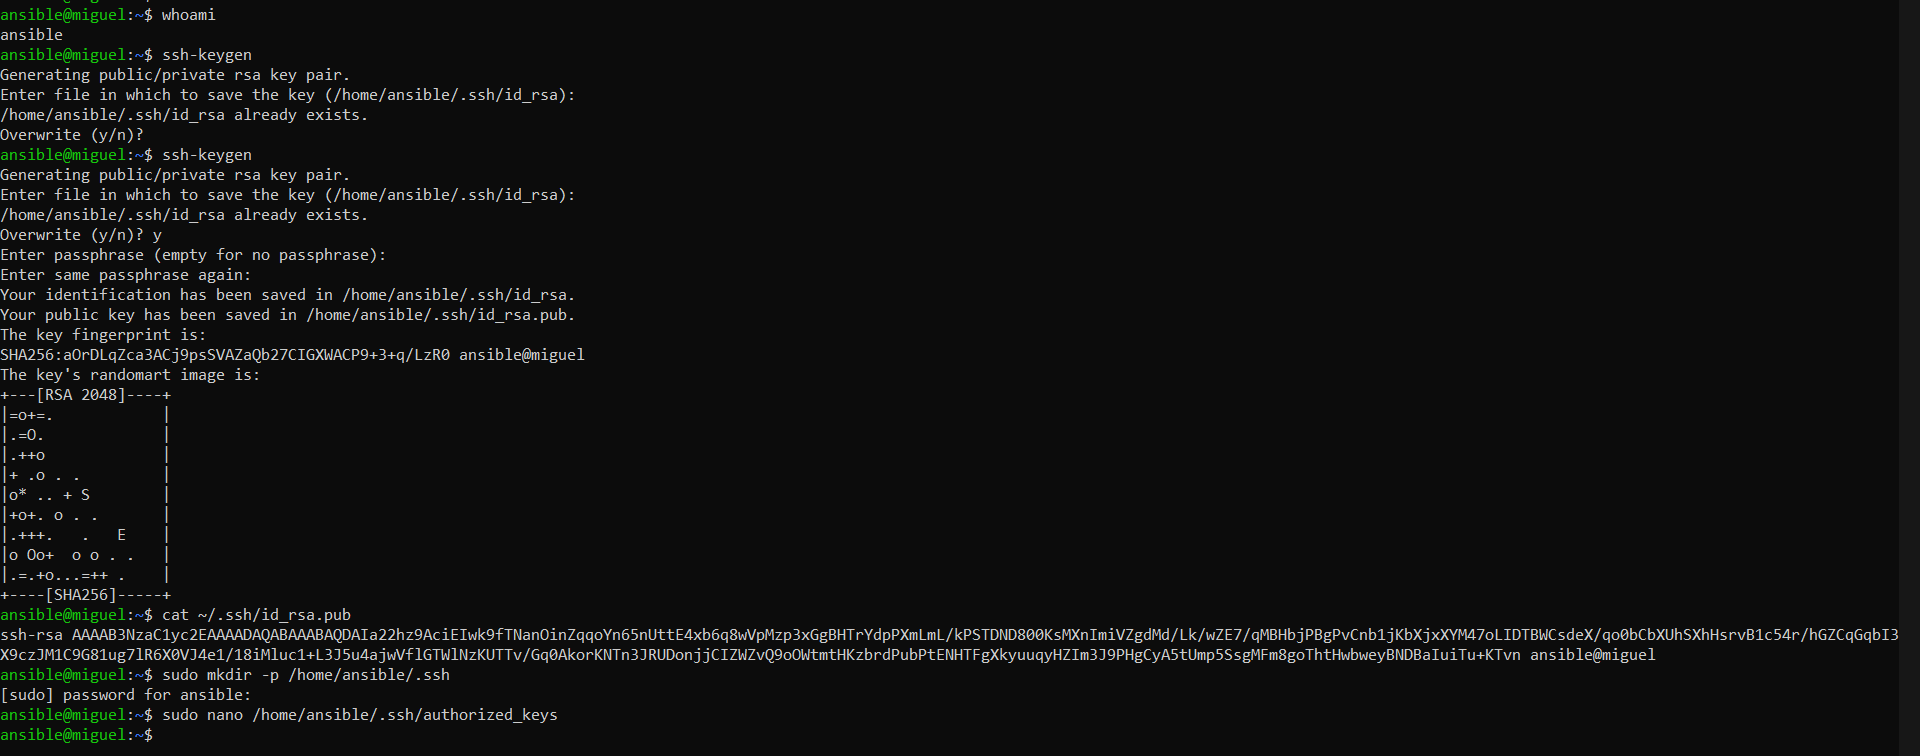 ansible@miguel:~$ whoami
ansible
ansible@miguel:~$ ssh-keygen
Generating public/private rsa key pair.
Enter file in which to save the key (/home/ansible/.ssh/id_rsa):
/home/ansible/.ssh/id_rsa already exists.
Overwrite (y/n)?
ansible@miguel:~$ ssh-keygen
Generating public/private rsa key pair.
Enter file in which to save the key (/home/ansible/.ssh/id_rsa):
/home/ansible/.ssh/id_rsa already exists.
Overwrite (y/n)? y
Enter passphrase (empty for no passphrase):
Enter same passphrase again:
Your identification has been saved in /home/ansible/.ssh/id_rsa.
Your public key has been saved in /home/ansible/.ssh/id_rsa.pub.
The key fingerprint is:
SHA256:aOrDLqZca3ACj9psSVAZaQb27CIGXWACP9+3+q/LzR0 ansible@miguel
The key's randomart image is:
+---[RSA 2048]----+
|=o+=.            |
|.=O.             |
|.++o             |
|+ .o . .         |
|o* .. + S        |
|+o+. o . .       |
|.+++.   .   E    |
|o Oo+  o o . .   |
|.=.+o...=++ .    |
+----[SHA256]-----+
ansible@miguel:~$ cat ~/.ssh/id_rsa.pub
ssh-rsa AAAAB3NzaC1yc2EAAAADAQABAAABAQDAIa22hz9AciEIwk9fTNanOinZqqoYn65nUttE4xb6q8wVpMzp3xGgBHTrYdpPXmLmL/kPSTDND800KsMXnImiVZgdMd/Lk/wZE7/qMBHbjPBgPvCnb1jKbXjxXYM47oLIDTBWCsdeX/qo0bCbXUhSXhHsrvB1c54r/hGZCqGqbI3
X9czJM1C9G81ug7lR6X0VJ4e1/18iMluc1+L3J5u4ajwVflGTWlNzKUTTv/Gq0AkorKNTn3JRUDonjjCIZWZvQ9oOWtmtHKzbrdPubPtENHTFgXkyuuqyHZIm3J9PHgCyA5tUmp5SsgMFm8goThtHwbweyBNDBaIuiTu+KTvn ansible@miguel
ansible@miguel:~$ sudo mkdir -p /home/ansible/.ssh
[sudo] password for ansible:
ansible@miguel:~$ sudo nano /home/ansible/.ssh/authorized_keys
ansible@miguel:~$